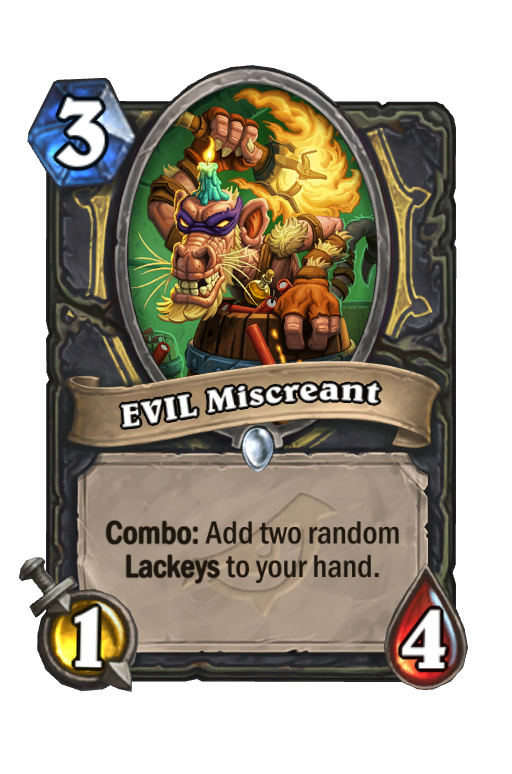 3
EVIL Miscreant
Combo: Add two random
Lackeys to your hand.
1
4